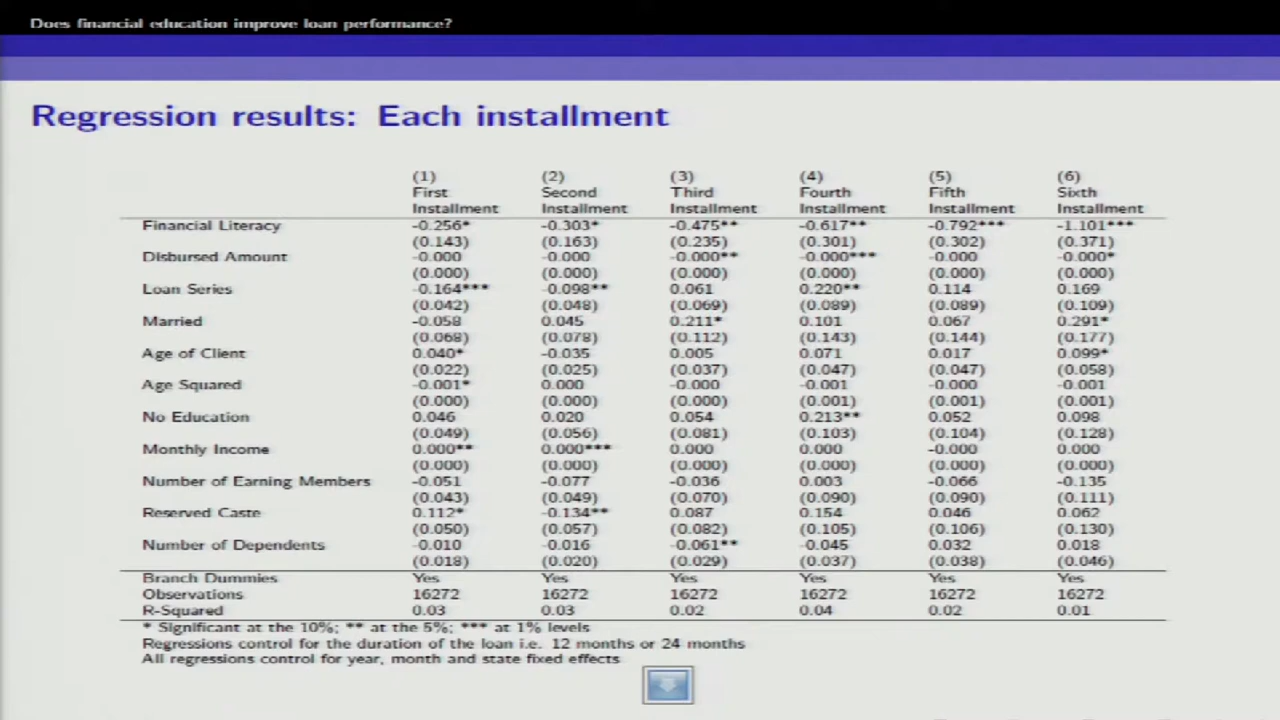 Does financial education improve loan performance?
Regression results: Each installment
(1) (2) (3) (4) (5) (6)
First Second Third Fourth Fifth Sixth
Installment Installment Installment Installment Installment Installment
Financial Literacy -0.256* -0.303* -0.475** -0.617** -0.792*** -1.101***
(0.143) (0.163) (0.235) (0.301) (0.302) (0.371)
Disbursed Amount -0.000 -0.000 -0.000** -0.000*** -0.000 -0.000*
(0.000) (0.000) (0.000) (0.000) (0.000) (0.000)
Loan Series -0.164*** -0.098** 0.061 0.220** 0.114 0.169
(0.042) (0.048) (0.069) (0.089) (0.089) (0.109)
Married -0.058 0.045 0.211* 0.101 0.067 0.291*
(0.068) (0.078) (0.112) (0.143) (0.144) (0.177)
Age of Client 0.040* -0.035 0.005 0.071 0.017 0.099*
(0.022) (0.025) (0.037) (0.047) (0.047) (0.058)
Age Squared -0.001* 0.000 -0.000 -0.001 -0.000 -0.001
(0.000) (0.000) (0.000) (0.001) (0.001) (0.001)
No Education 0.046 0.020 0.054 0.213** 0.052 0.098
(0.049) (0.056) (0.081) (0.103) (0.104) (0.128)
Monthly Income 0.000** 0.000*** 0.000 0.000 -0.000 0.000
(0.000) (0.000) (0.000) (0.000) (0.000) (0.000)
Number of Earning Members -0.051 -0.077 -0.036 0.003 -0.066 -0.135
(0.043) (0.049) (0.070) (0.090) (0.090) (0.111)
Reserved Caste 0.112* -0.134** 0.087 0.154 0.046 0.062
(0.050) (0.057) (0.082) (0.105) (0.106) (0.130)
Number of Dependents -0.010 -0.016 -0.061** -0.045 0.032 0.018
(0.018) (0.020) (0.029) (0.037) (0.038) (0.046)
Branch Dummies Yes Yes Yes Yes Yes Yes
Observations 16272 16272 16272 16272 16272 16272
R-Squared 0.03 0.03 0.02 0.04 0.02 0.01
* Significant at the 10%; ** at the 5%; *** at 1% levels
Regressions control for the duration of the loan i.e. 12 months or 24 months
All regressions control for year, month and state fixed effects